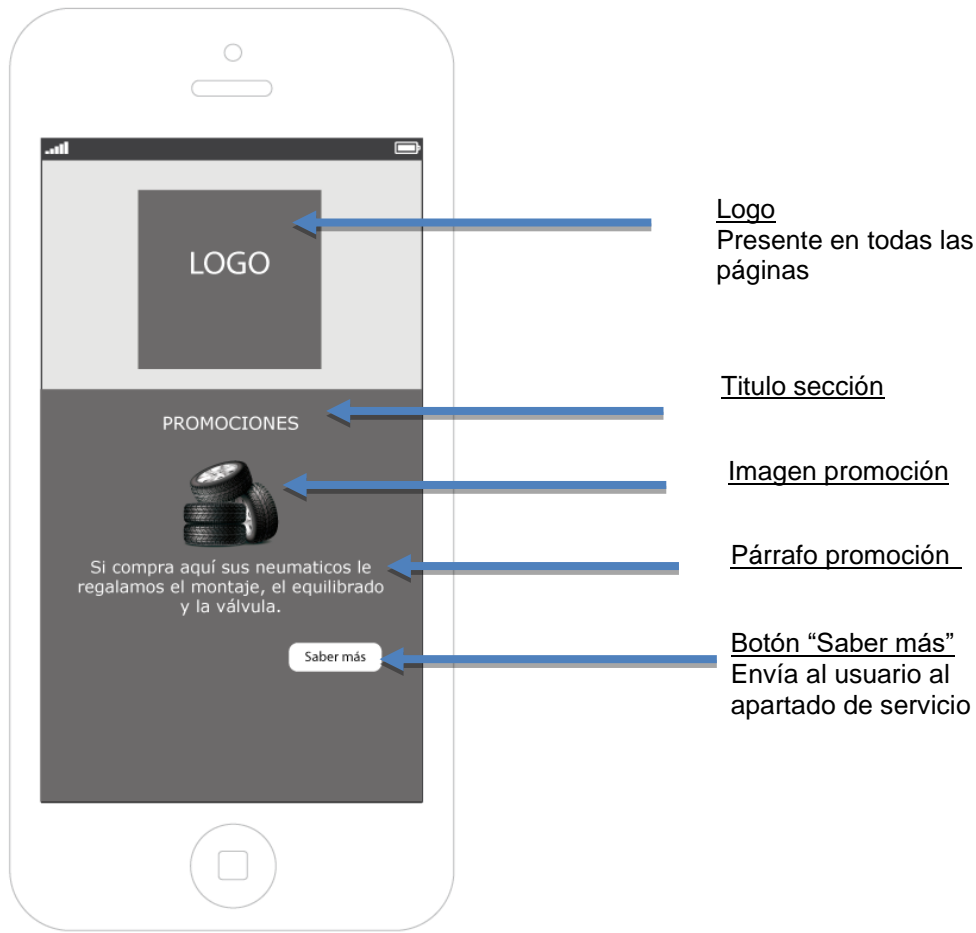 LOGO
PROMOCIONES
Si compra aquí sus neumaticos le
regalamos el montaje, el equilibrado
y la válvula.
Saber más
Logo
Presente en todas las
páginas
Titulo sección
Imagen promoción
Párrafo promoción
Botón “Saber más”
Envía al usuario al
apartado de servicio